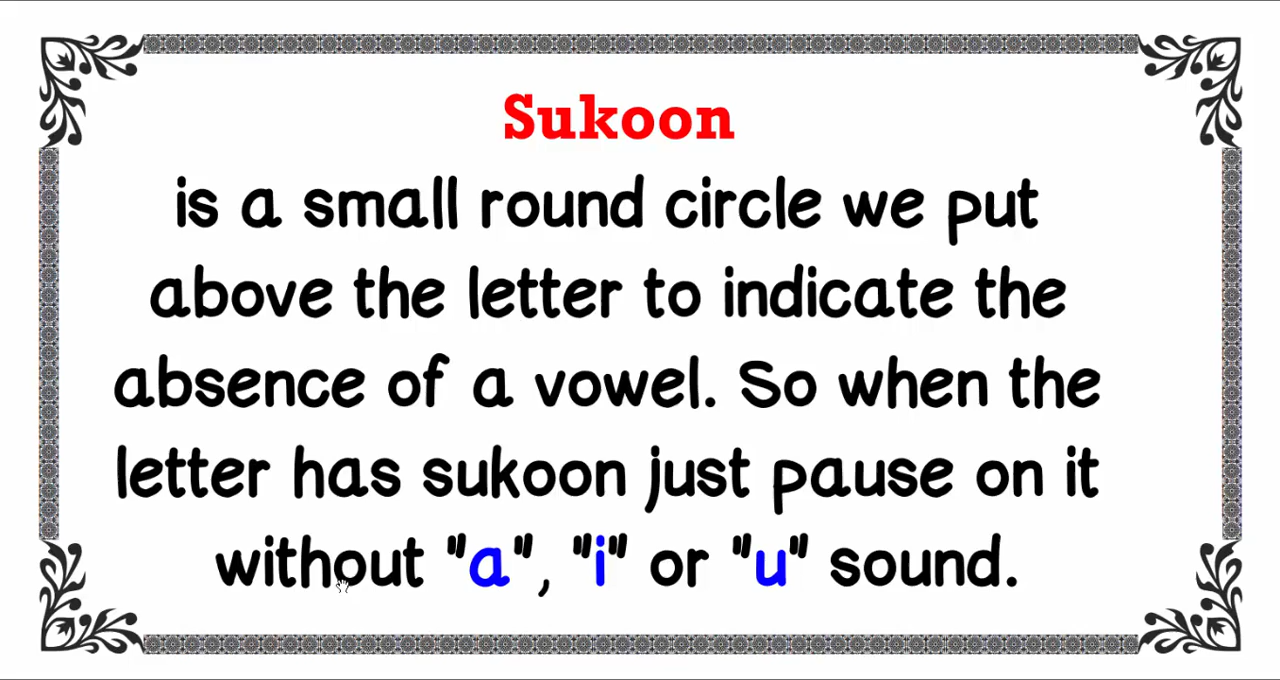 Sukoon
is a small round circle we put
above the letter to indicate the
absence of a vowel. So when the
letter has sukoon just pause on it
without "a", "i" or "u" sound.